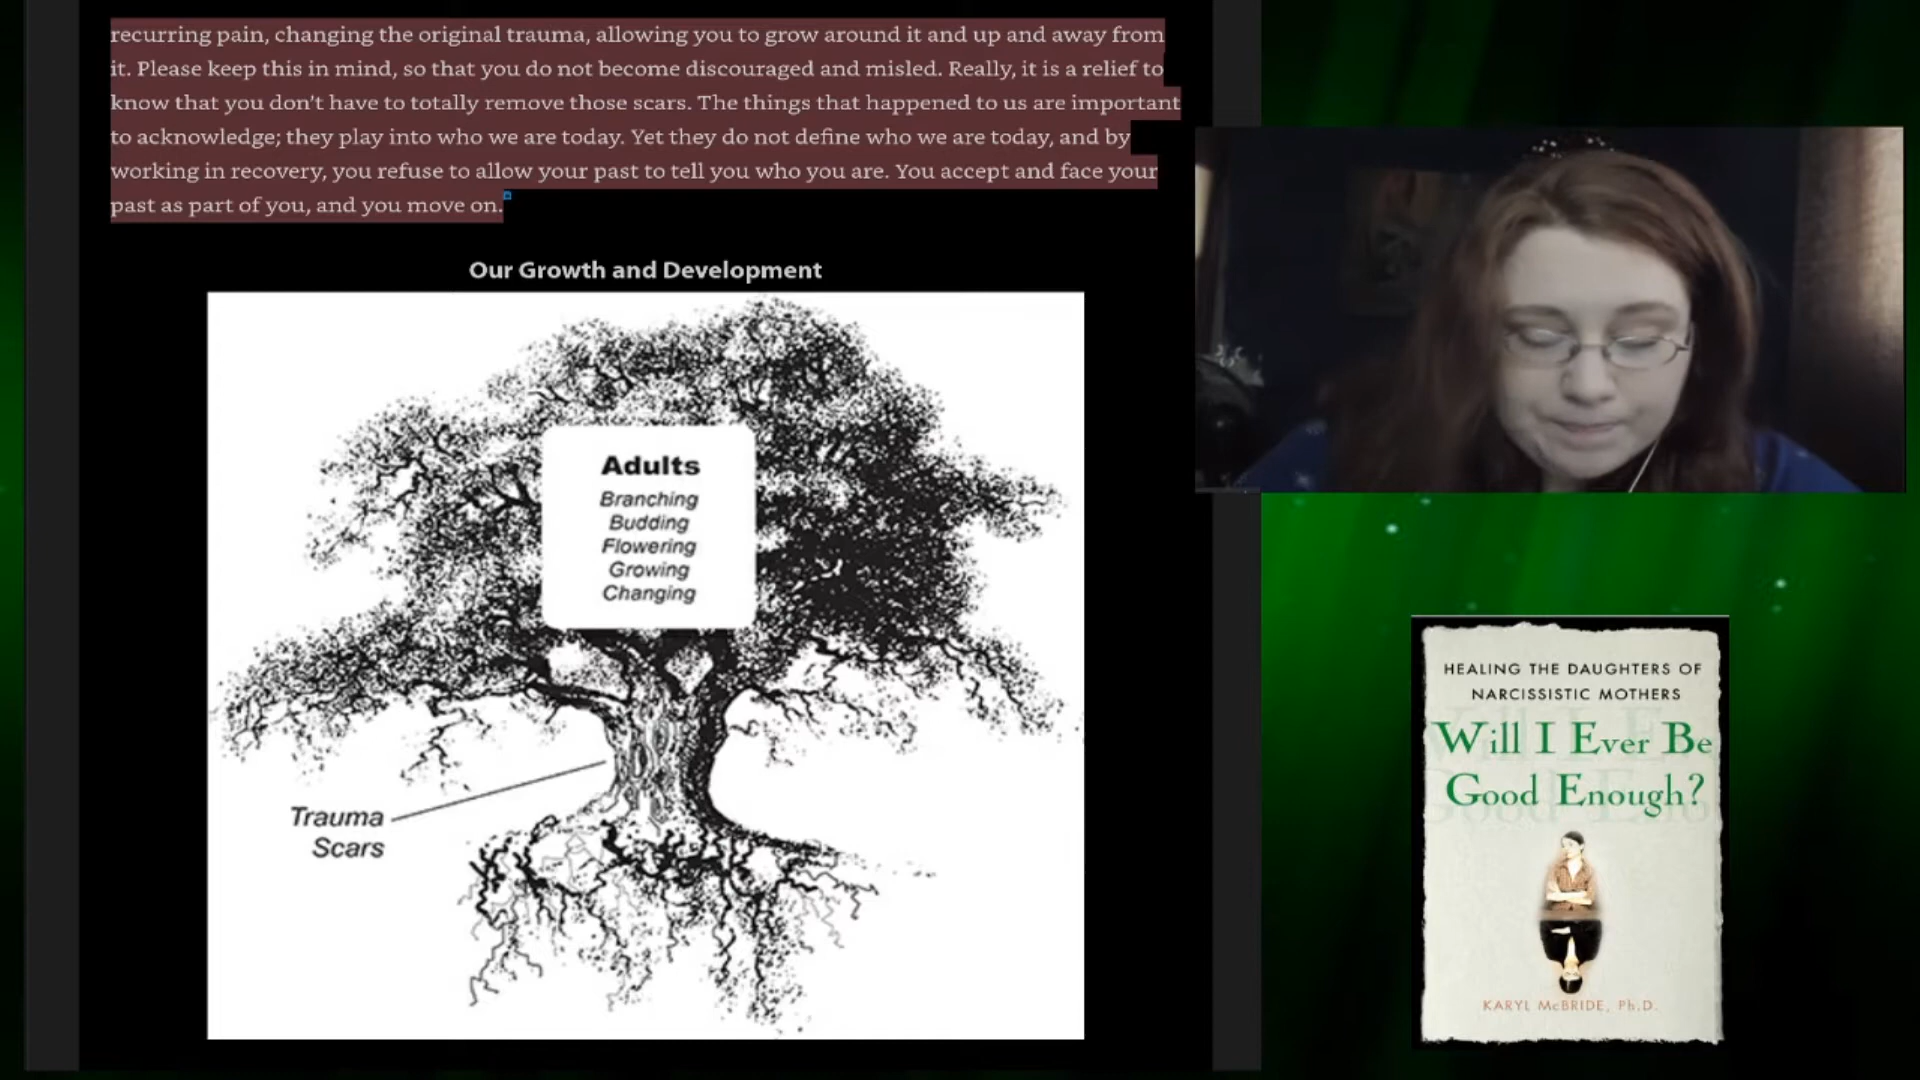 recurring pain, changing the original trauma, allowing you to grow around it and up and away from
it. Please keep this in mind, so that you do not become discouraged and misled. Really, it is a relief to
know that you don't have to totally remove those scars. The things that happened to us are important
to acknowledge; they play into who we are today. Yet they do not define who we are today, and by
working in recovery, you refuse to allow your past to tell you who you are. You accept and face your
past as part of you, and you move on.
Our Growth and Development
Adults
Branching
Budding
Flowering
Growing
Changing
Trauma
Scars
HEALING THE DAUGHTERS OF
NARCISSISTIC MOTHERS
Will I Ever Be
Good Enough?
KARYL McBRIDE, Ph.D.